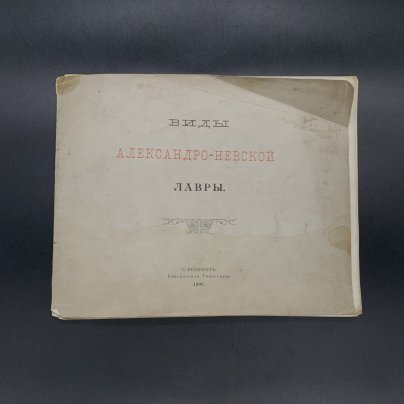 ВИДЫ
АЛЕКСАНДРО-НЕВСКОЙ
ЛАВРЫ.
С. ПЕТЕРБУРГЪ.
Синодальная Типографія.